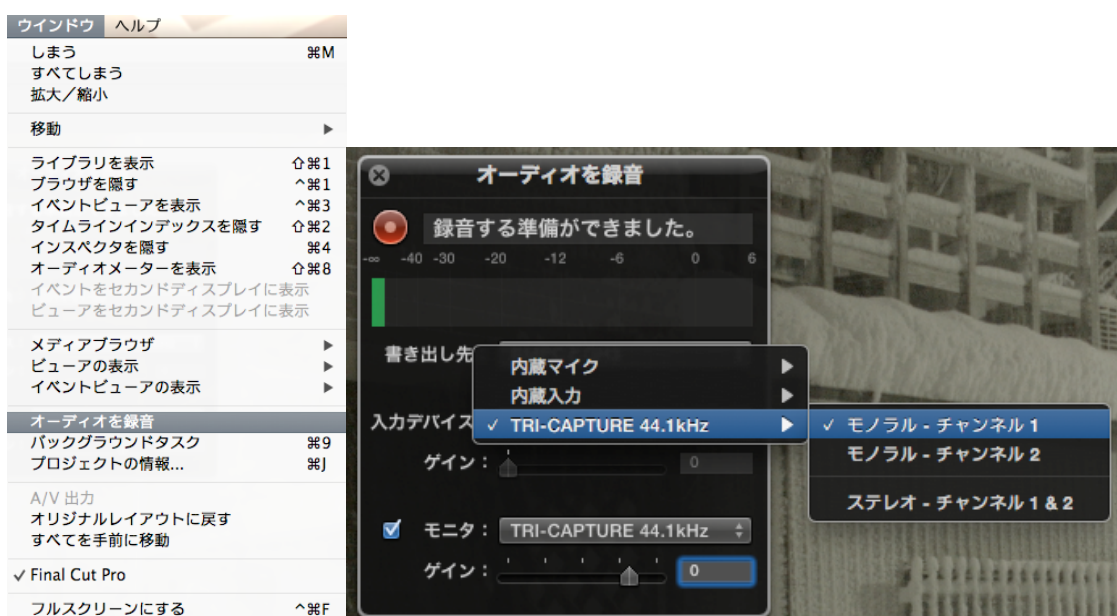 ウインドウ ヘルプ
しまう ⌘M
すべてしまう
拡大／縮小
移動 ▶
ライブラリを表示 ⇧⌘1
ブラウザを隠す ^⌘1
イベントビューアを表示 ^⌘3
タイムラインインデックスを隠す ⇧⌘2
インスペクタを隠す ⌘4
オーディオメーターを表示 ⇧⌘8
イベントをセカンドディスプレイに表示
ビューアをセカンドディスプレイに表示
メディアブラウザ ▶
ビューアの表示 ▶
イベントビューアの表示 ▶
オーディオを録音
バックグラウンドタスク ⌘9
プロジェクトの情報... ⌘J
A/V 出力
オリジナルレイアウトに戻す
すべてを手前に移動
✓ Final Cut Pro
フルスクリーンにする ^⌘F
オーディオを録音
録音する準備ができました。
-∞ -40 -30 -20 -12 -6 0 6
書き出し先
内蔵マイク ▶
内蔵入力 ▶
入力デバイス ✓ TRI-CAPTURE 44.1kHz ▶
✓ モノラル - チャンネル 1
モノラル - チャンネル 2
ステレオ - チャンネル 1 & 2
ゲイン： 0
モニタ： TRI-CAPTURE 44.1kHz
ゲイン： 0